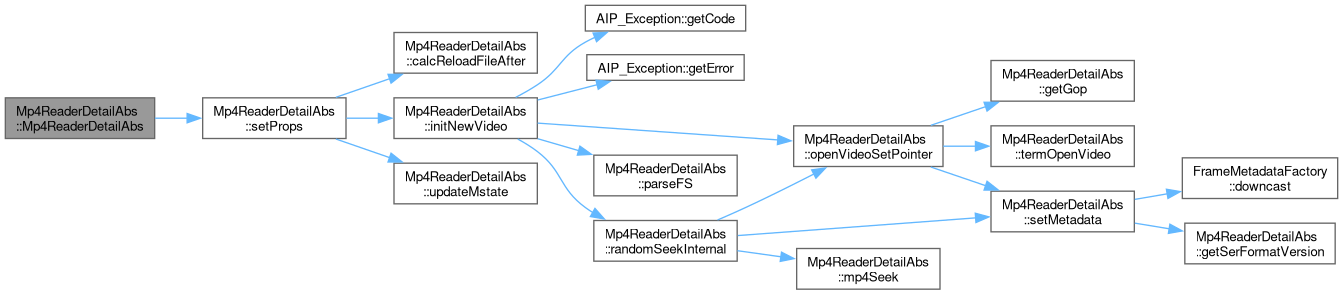 Mp4ReaderDetailAbs
::Mp4ReaderDetailAbs
Mp4ReaderDetailAbs
::setProps
Mp4ReaderDetailAbs
::calcReloadFileAfter
Mp4ReaderDetailAbs
::initNewVideo
Mp4ReaderDetailAbs
::updateMstate
AIP_Exception::getCode
AIP_Exception::getError
Mp4ReaderDetailAbs
::parseFS
Mp4ReaderDetailAbs
::randomSeekInternal
Mp4ReaderDetailAbs
::openVideoSetPointer
Mp4ReaderDetailAbs
::mp4Seek
Mp4ReaderDetailAbs
::getGop
Mp4ReaderDetailAbs
::termOpenVideo
Mp4ReaderDetailAbs
::setMetadata
FrameMetadataFactory
::downcast
Mp4ReaderDetailAbs
::getSerFormatVersion